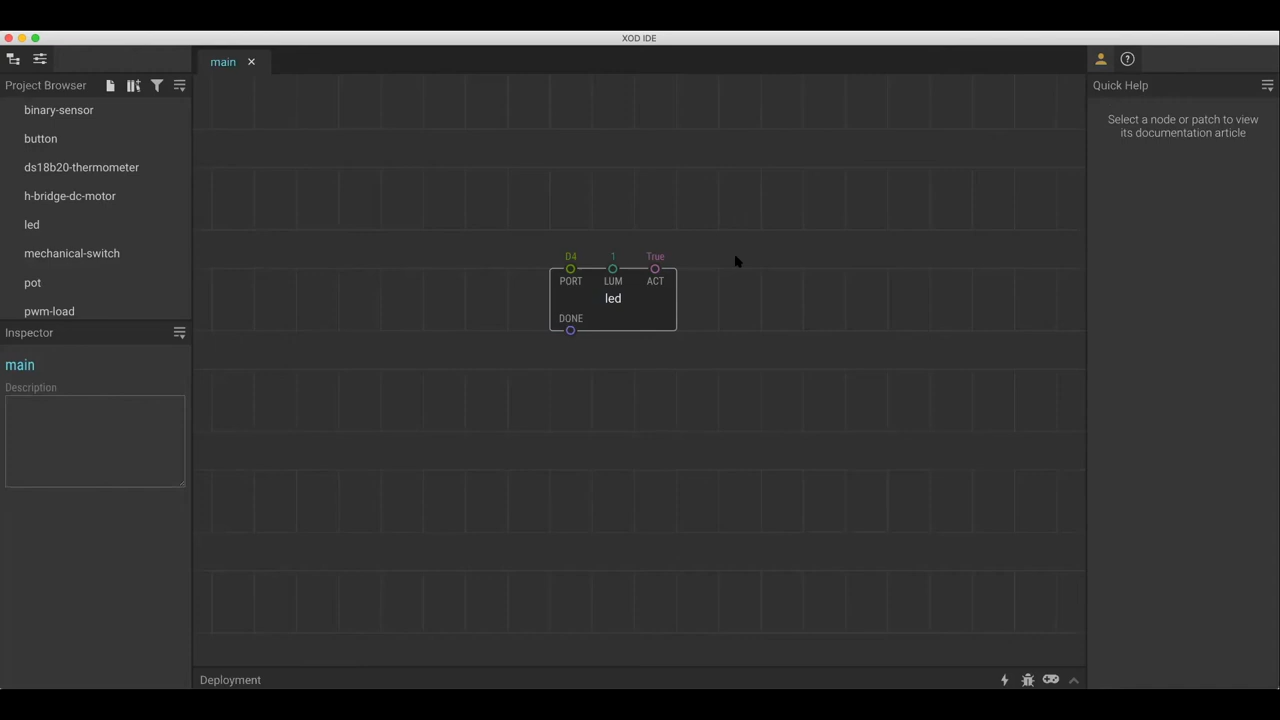 XOD IDE
main
Project Browser
binary-sensor
button
ds18b20-thermometer
h-bridge-dc-motor
led
mechanical-switch
pot
pwm-load
Inspector
main
Description
D4 1 True
PORT LUM ACT
led
DONE
Deployment
Quick Help
Select a node or patch to view
its documentation article